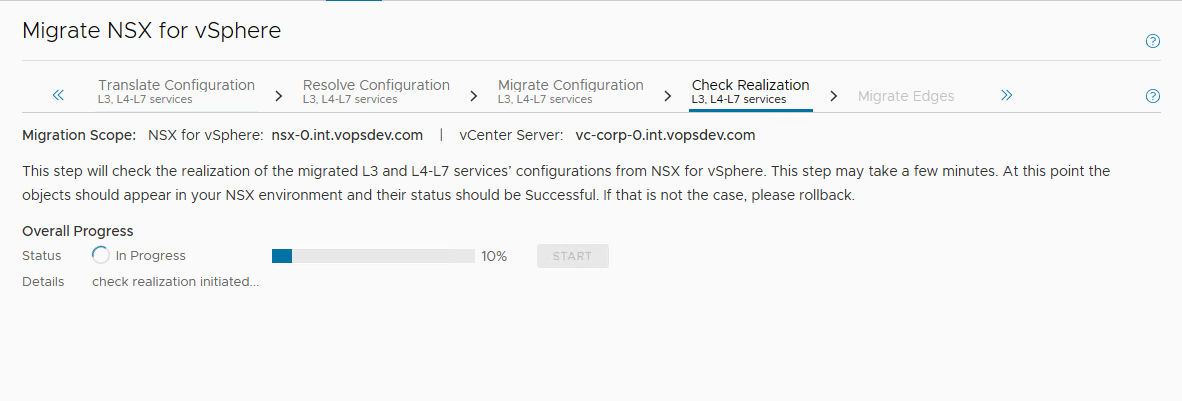 Migrate NSX for vSphere
Translate Configuration
L3, L4-L7 services
Resolve Configuration
L3, L4-L7 services
Migrate Configuration
L3, L4-L7 services
Check Realization
L3, L4-L7 services
Migrate Edges
Migration Scope: NSX for vSphere: nsx-0.int.vopsdev.com | vCenter Server: vc-corp-0.int.vopsdev.com
This step will check the realization of the migrated L3 and L4-L7 services’ configurations from NSX for vSphere. This step may take a few minutes. At this point the
objects should appear in your NSX environment and their status should be Successful. If that is not the case, please rollback.
Overall Progress
Status In Progress 10% START
Details check realization initiated...